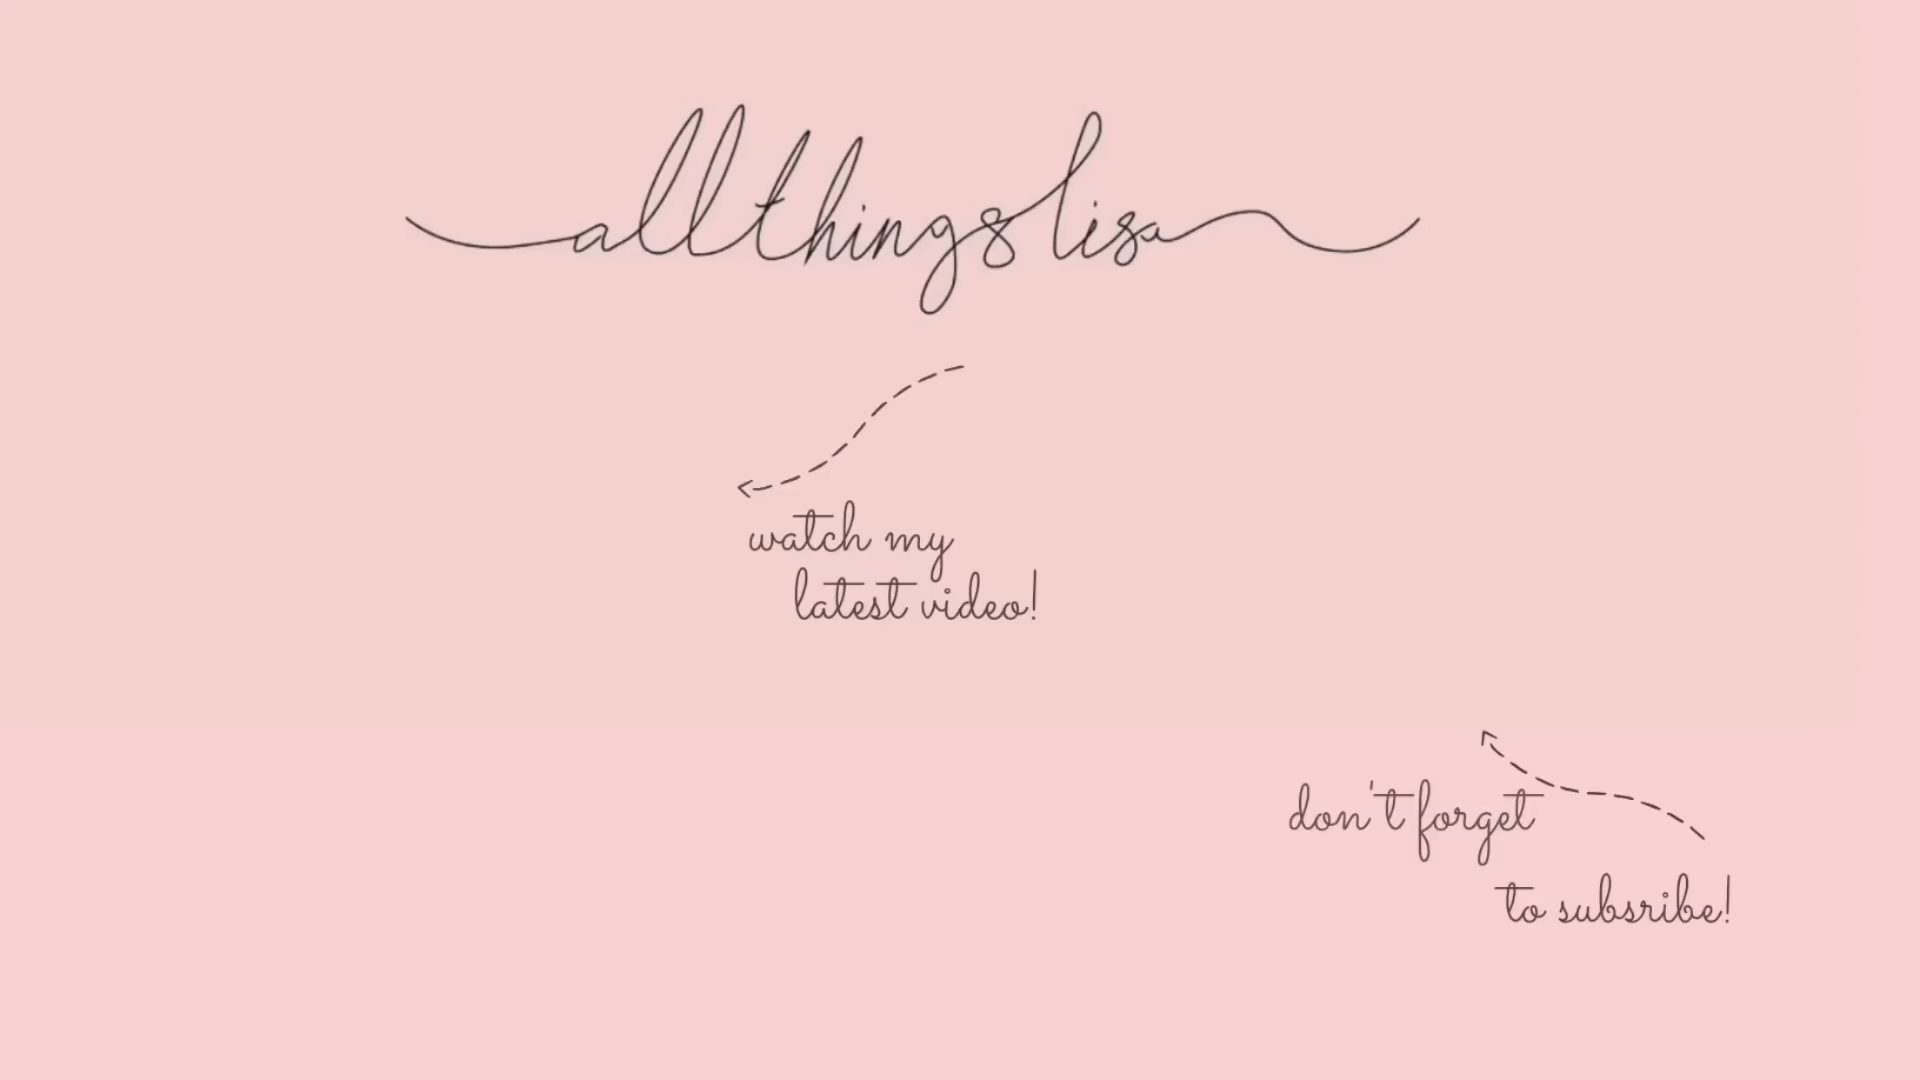 allthingslisa
watch my
latest video!
don't forget
to subsribe!